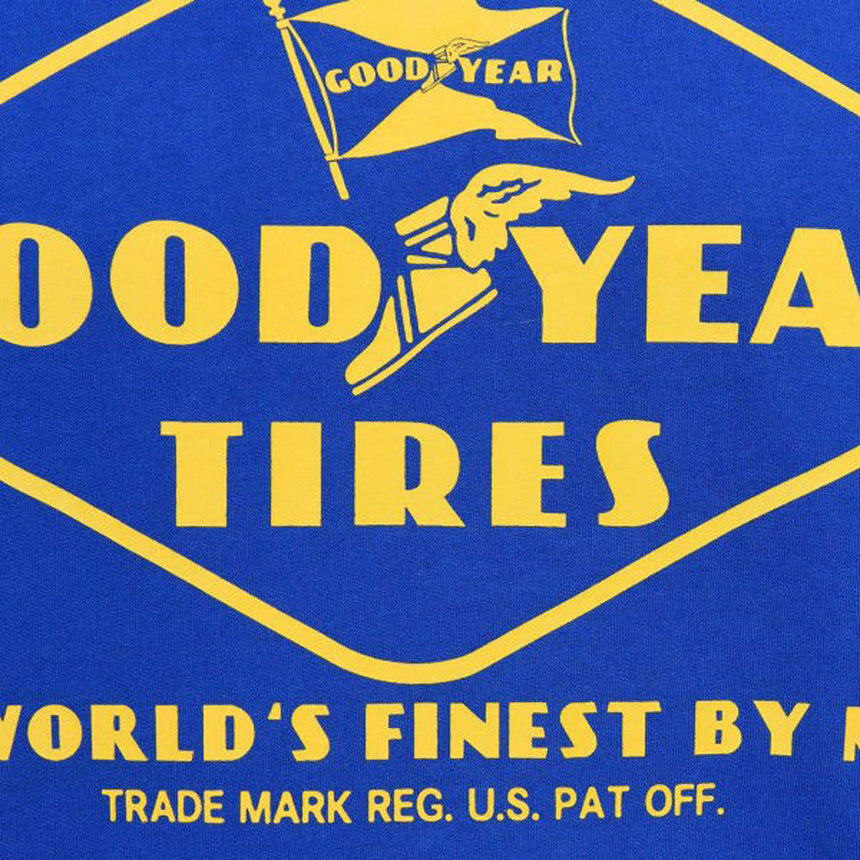 GOOD YEAR
OOD YEA
TIRES
WORLD'S FINEST BY
TRADE MARK REG. U.S. PAT OFF.